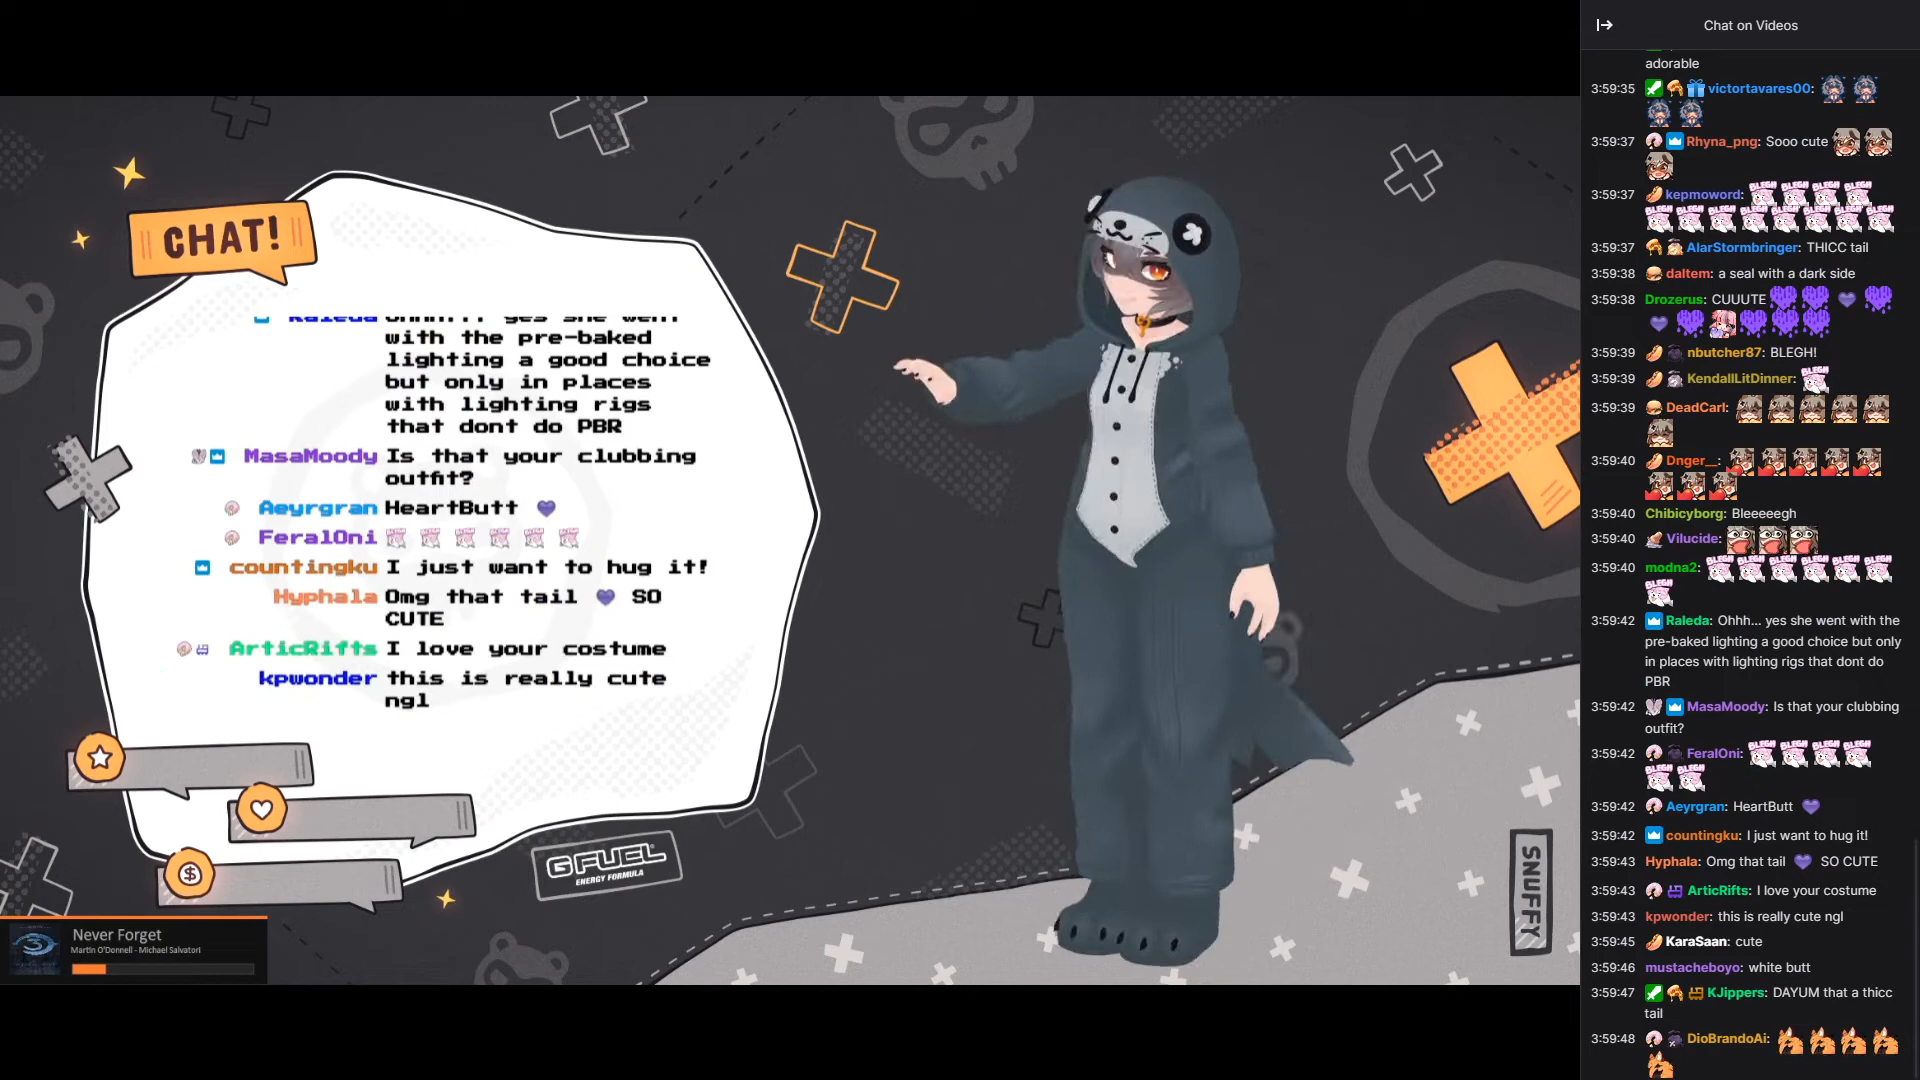 CHAT!
Raleda Ohhh... yes she went
with the pre-baked
lighting a good choice
but only in places
with lighting rigs
that dont do PBR
MasaMoody Is that your clubbing
outfit?
Aeyrgran HeartButt
FeralOni
countingku I just want to hug it!
Hyphala Omg that tail SO
CUTE
ArticRifts I love your costume
kpwonder this is really cute
ngl
G FUEL
ENERGY FORMULA
SNUFFY
Never Forget
Martin O'Donnell - Michael Salvatori
Chat on Videos
adorable
3:59:35 victortavares00:
3:59:37 Rhyna_png: Sooo cute
3:59:37 kepmoword:
3:59:37 AlarStormbringer: THICC tail
3:59:38 daltem: a seal with a dark side
3:59:38 Drozerus: CUUUTE
3:59:39 nbutcher87: BLEGH!
3:59:39 KendallLitDinner:
3:59:39 DeadCarl:
3:59:40 Dnger__:
3:59:40 Chibicyborg: Bleeeeegh
3:59:40 Vilucide:
3:59:40 modna2:
3:59:42 Raleda: Ohhh... yes she went with the
pre-baked lighting a good choice but only
in places with lighting rigs that dont do
PBR
3:59:42 MasaMoody: Is that your clubbing
outfit?
3:59:42 FeralOni:
3:59:42 Aeyrgran: HeartButt
3:59:42 countingku: I just want to hug it!
3:59:43 Hyphala: Omg that tail SO CUTE
3:59:43 ArticRifts: I love your costume
3:59:43 kpwonder: this is really cute ngl
3:59:45 KaraSaan: cute
3:59:46 mustacheboyo: white butt
3:59:47 KJippers: DAYUM that a thicc
tail
3:59:48 DioBrandoAi: